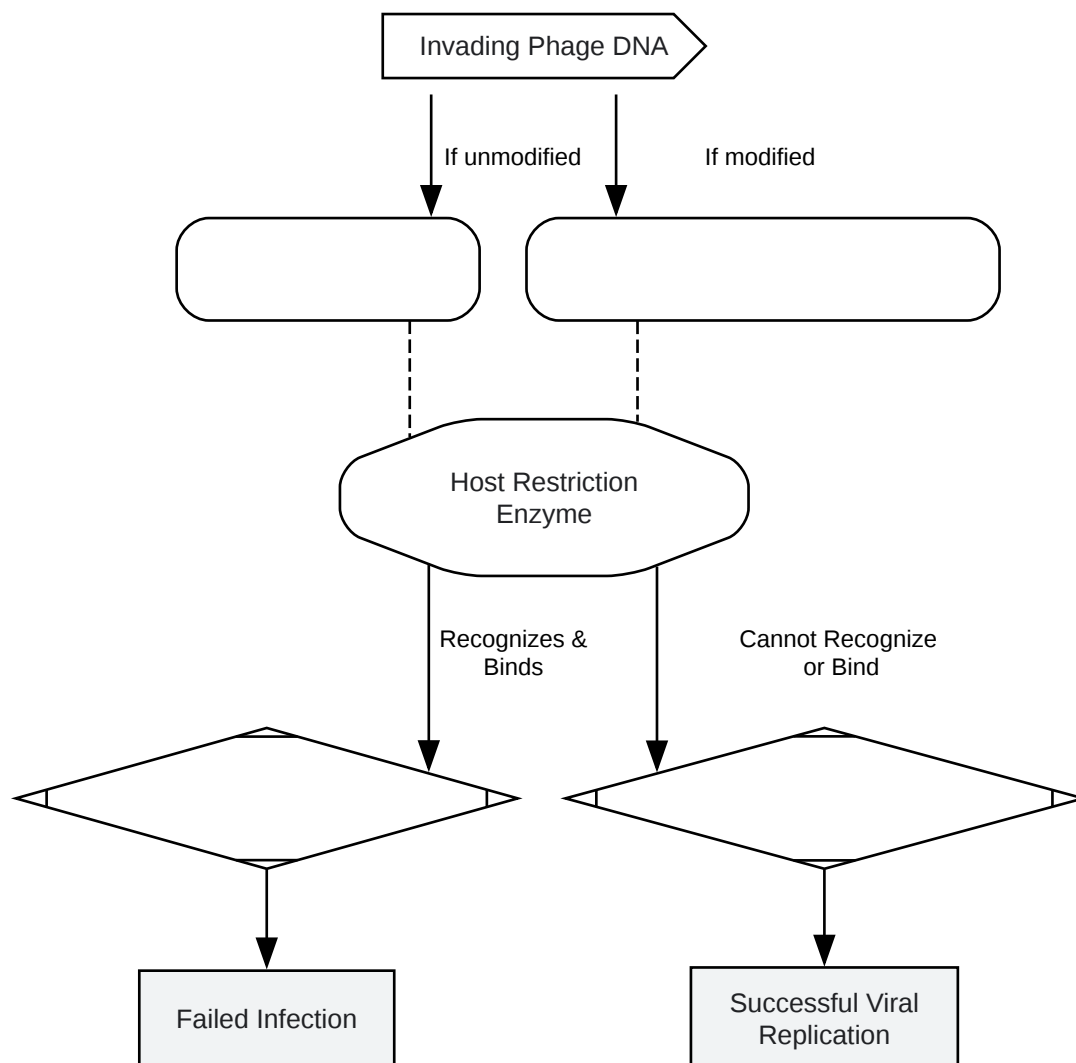 Invading Phage DNA
If unmodified
If modified
Host Restriction
Enzyme
Recognizes &
Binds
Cannot Recognize
or Bind
Failed Infection
Successful Viral
Replication